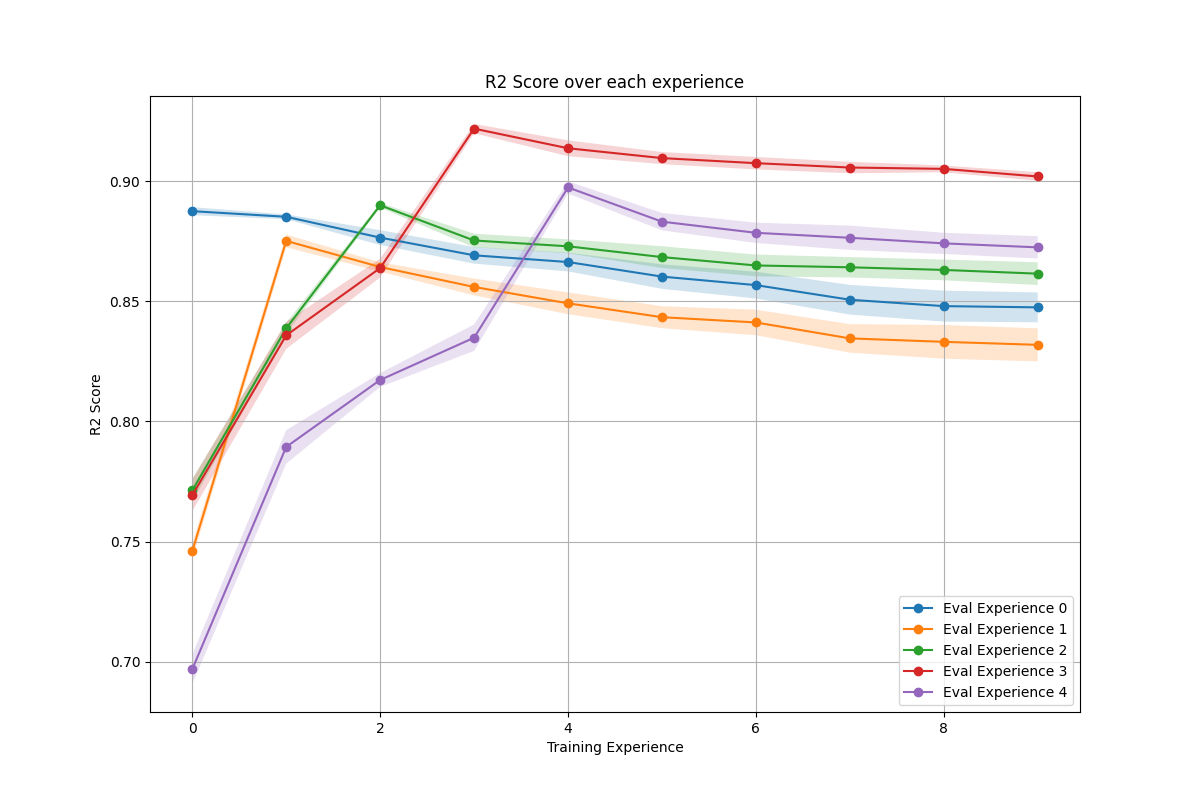 R2 Score over each experience
R2 Score
0.90
0.85
0.80
0.75
0.70
0 2 4 6 8
Training Experience
Eval Experience 0
Eval Experience 1
Eval Experience 2
Eval Experience 3
Eval Experience 4